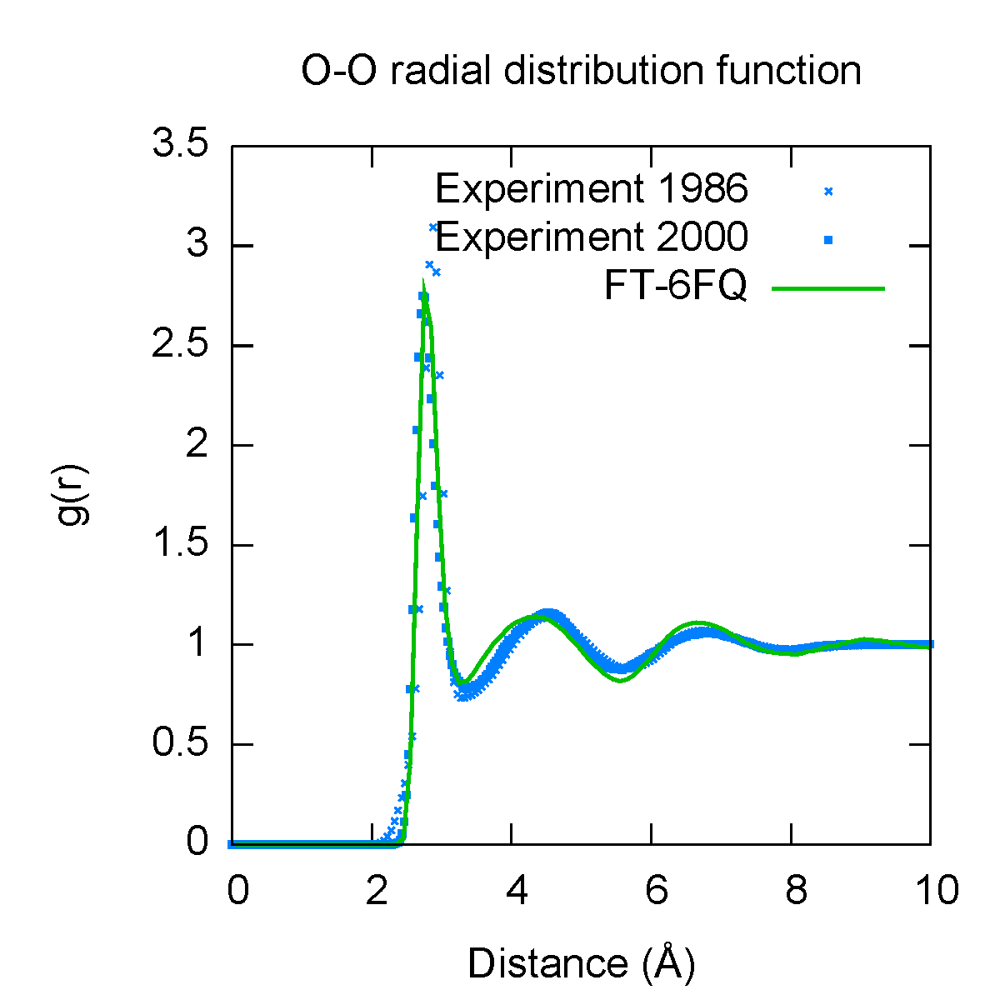 O-O radial distribution function
3.5
3
2.5
2
1.5
1
0.5
0
g(r)
Experiment 1986
Experiment 2000
FT-6FQ
0 2 4 6 8 10
Distance (Å)